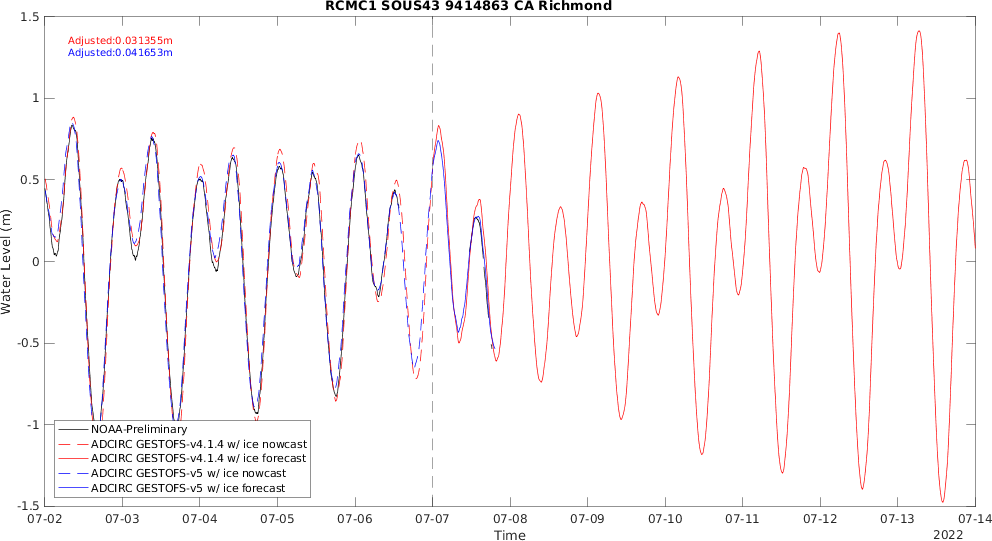 RCMC1 SOUS43 9414863 CA Richmond
Adjusted:0.031355m
Adjusted:0.041653m
Water Level (m)
1.5
1
0.5
0
-0.5
-1
-1.5
NOAA-Preliminary
ADCIRC GESTOFS-v4.1.4 w/ ice nowcast
ADCIRC GESTOFS-v4.1.4 w/ ice forecast
ADCIRC GESTOFS-v5 w/ ice nowcast
ADCIRC GESTOFS-v5 w/ ice forecast
07-02 07-03 07-04 07-05 07-06 07-07 07-08 07-09 07-10 07-11 07-12 07-13 07-14
Time
2022